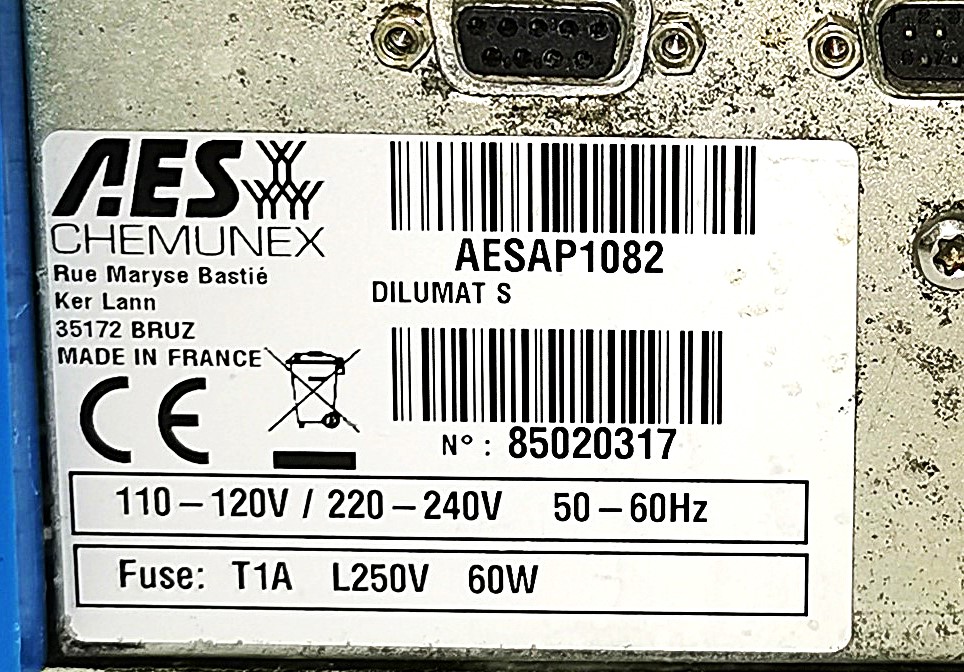 AES
CHEMUNEX
Rue Maryse Bastié
Ker Lann
35172 BRUZ
MADE IN FRANCE
CE
AESAP1082
DILUMAT S
N° : 85020317
110 – 120V / 220 – 240V 50 – 60Hz
Fuse: T1A L250V 60W